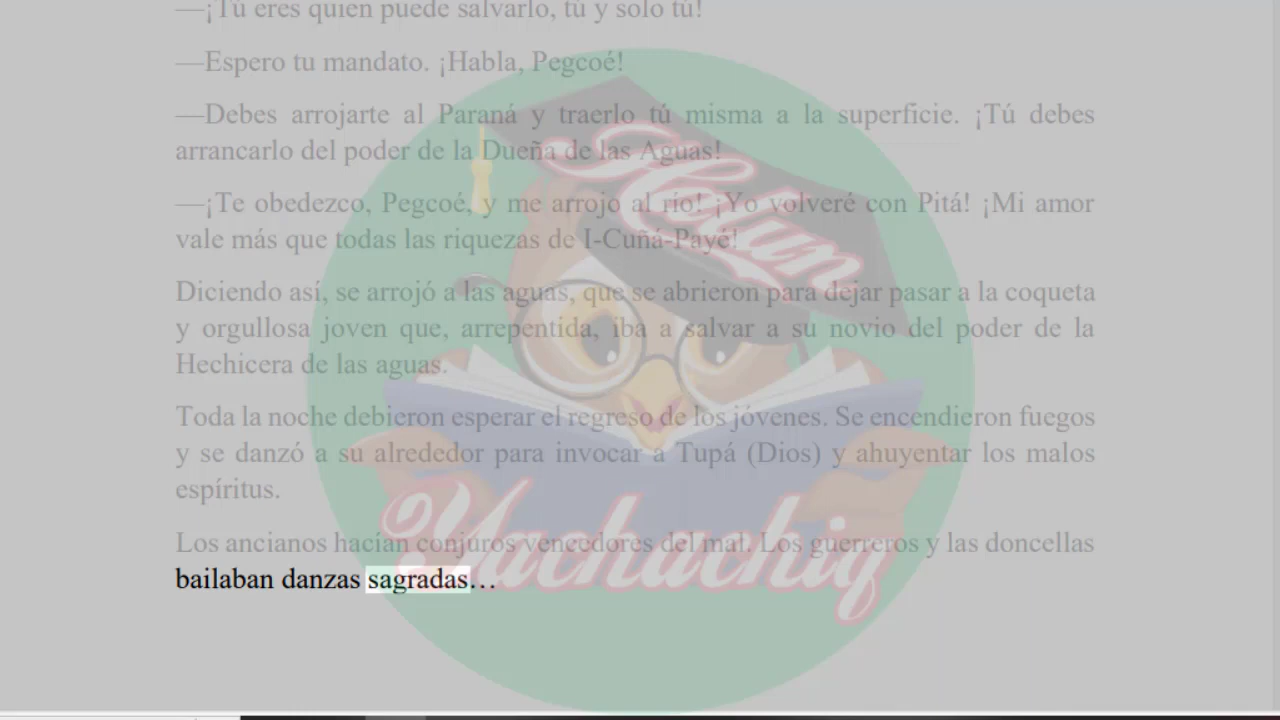 —¡Tú eres quien puede salvarlo, tú y solo tú!
—Espero tu mandato. ¡Habla, Pegcoé!
—Debes arrojarte al Paraná y traerlo tú misma a la superficie. ¡Tú debes
arrancarlo del poder de la Dueña de las Aguas!
—¡Te obedezco, Pegcoé, y me arrojo al río! ¡Yo volveré con Pitá! ¡Mi amor
vale más que todas las riquezas de I-Cuñá-Payé!
Diciendo así, se arrojó a las aguas, que se abrieron para dejar pasar a la coqueta
y orgullosa joven que, arrepentida, iba a salvar a su novio del poder de la
Hechicera de las aguas.
Toda la noche debieron esperar el regreso de los jóvenes. Se encendieron fuegos
y se danzó a su alrededor para invocar a Tupá (Dios) y ahuyentar los malos
espíritus.
Los ancianos hacían conjuros vencedores del mal. Los guerreros y las doncellas
bailaban danzas sagradas…
Yachachiq